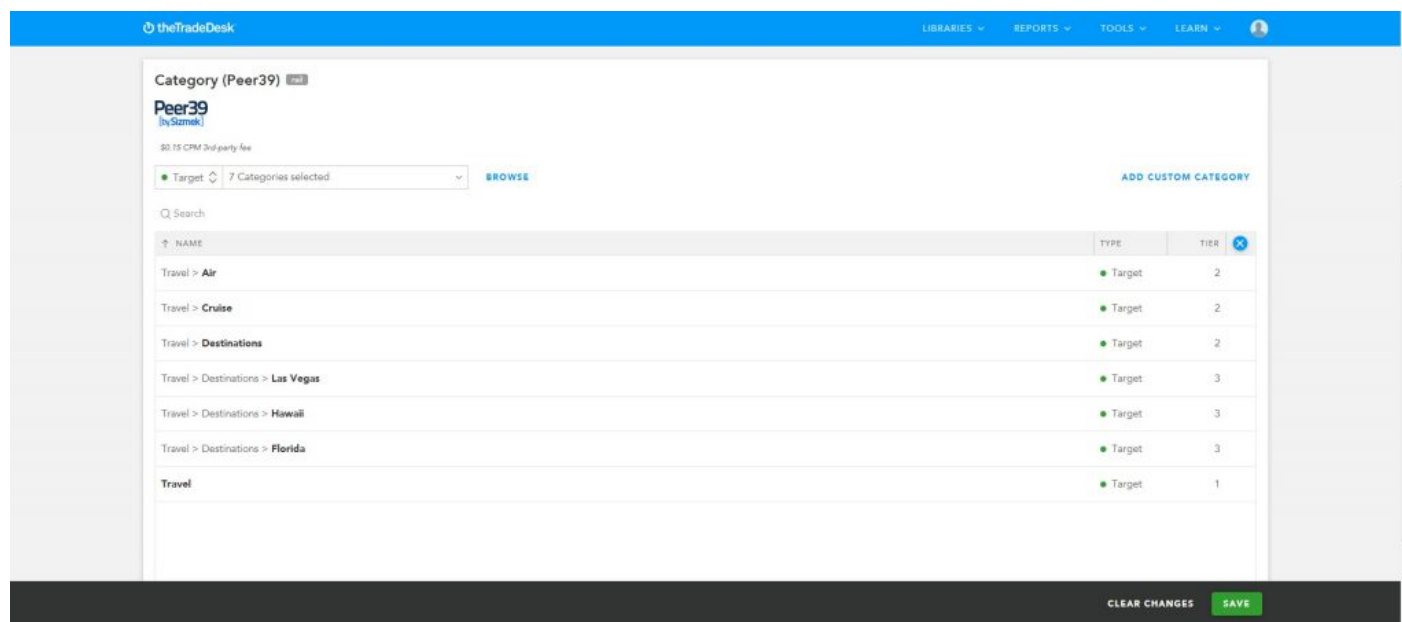 theTradeDesk LIBRARIES REPORTS TOOLS LEARN
Category (Peer39)
Peer39
[by Sizmek]
$0.15 CPM 3rd-party fee
Target 7 Categories selected BROWSE ADD CUSTOM CATEGORY
Search
NAME TYPE TIER
Travel > Air Target 2
Travel > Cruise Target 2
Travel > Destinations Target 2
Travel > Destinations > Las Vegas Target 3
Travel > Destinations > Hawaii Target 3
Travel > Destinations > Florida Target 3
Travel Target 1
CLEAR CHANGES SAVE